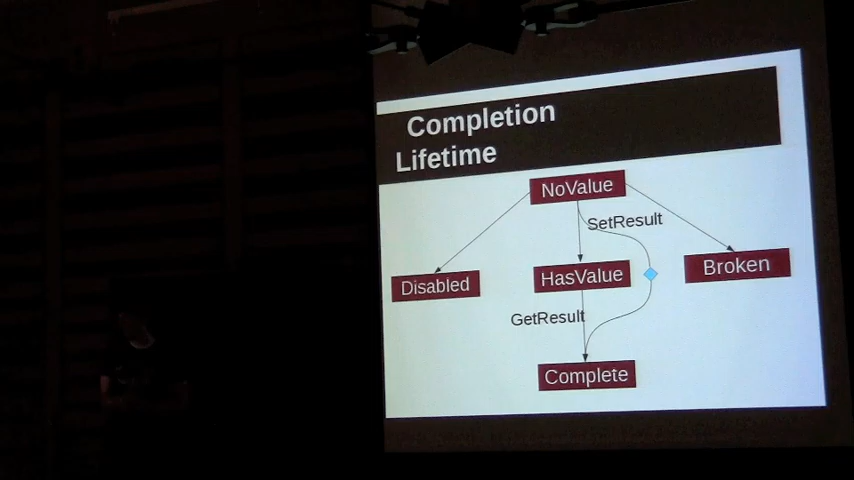 Completion
Lifetime
NoValue
SetResult
Disabled
HasValue
Broken
GetResult
Complete